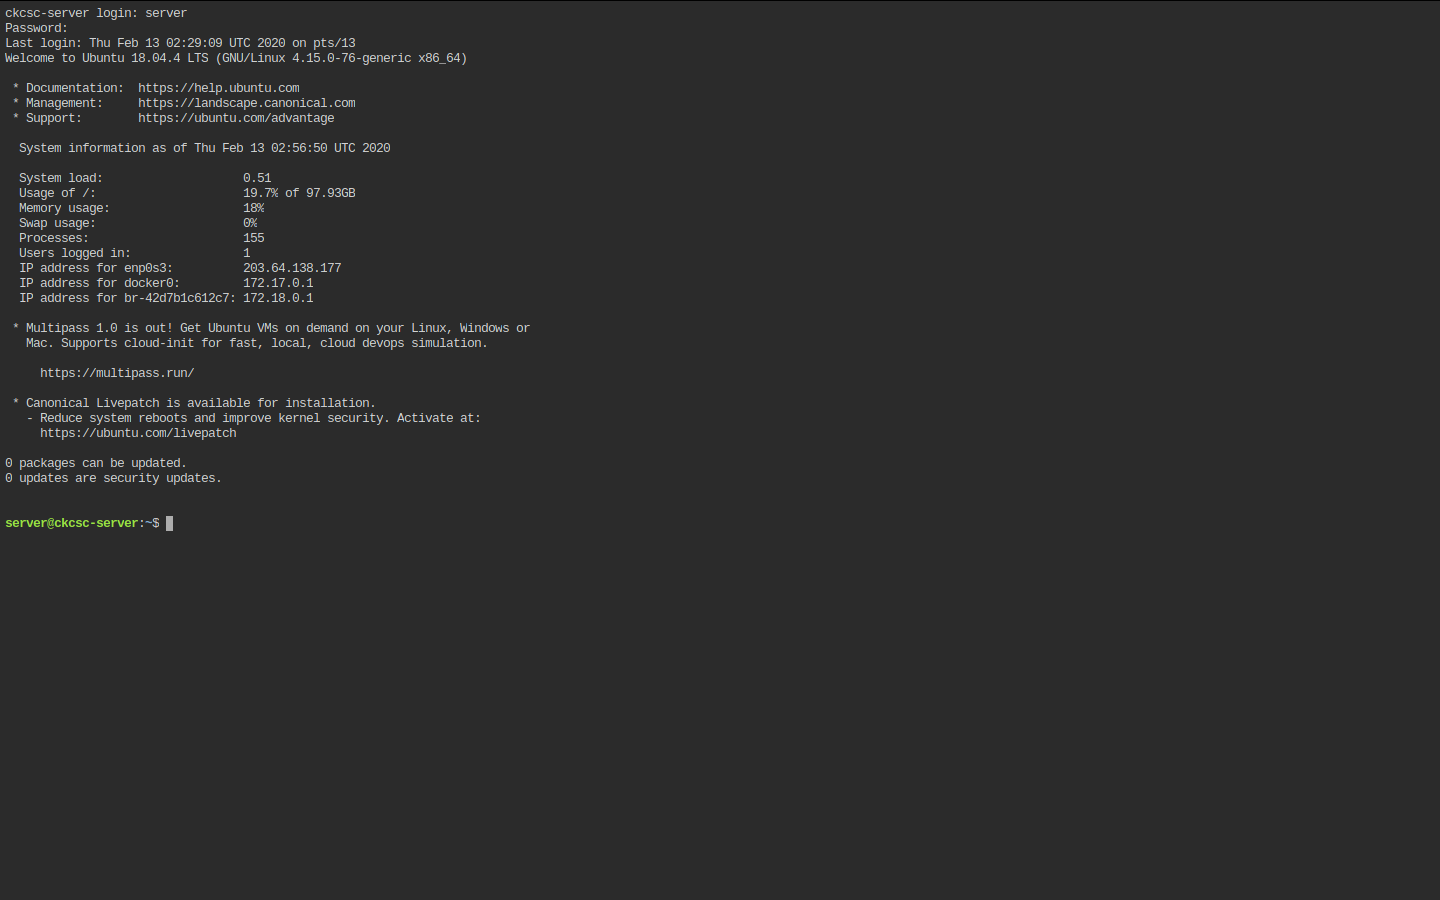 ckcsc-server login: server
Password:
Last login: Thu Feb 13 02:29:09 UTC 2020 on pts/13
Welcome to Ubuntu 18.04.4 LTS (GNU/Linux 4.15.0-76-generic x86_64)

 * Documentation:  https://help.ubuntu.com
 * Management:     https://landscape.canonical.com
 * Support:        https://ubuntu.com/advantage

  System information as of Thu Feb 13 02:56:50 UTC 2020

  System load:                    0.51
  Usage of /:                     19.7% of 97.93GB
  Memory usage:                   18%
  Swap usage:                     0%
  Processes:                      155
  Users logged in:                1
  IP address for enp0s3:          203.64.138.177
  IP address for docker0:         172.17.0.1
  IP address for br-42d7b1c612c7: 172.18.0.1

 * Multipass 1.0 is out! Get Ubuntu VMs on demand on your Linux, Windows or
   Mac. Supports cloud-init for fast, local, cloud devops simulation.

     https://multipass.run/

 * Canonical Livepatch is available for installation.
   - Reduce system reboots and improve kernel security. Activate at:
     https://ubuntu.com/livepatch

0 packages can be updated.
0 updates are security updates.

server@ckcsc-server:~$